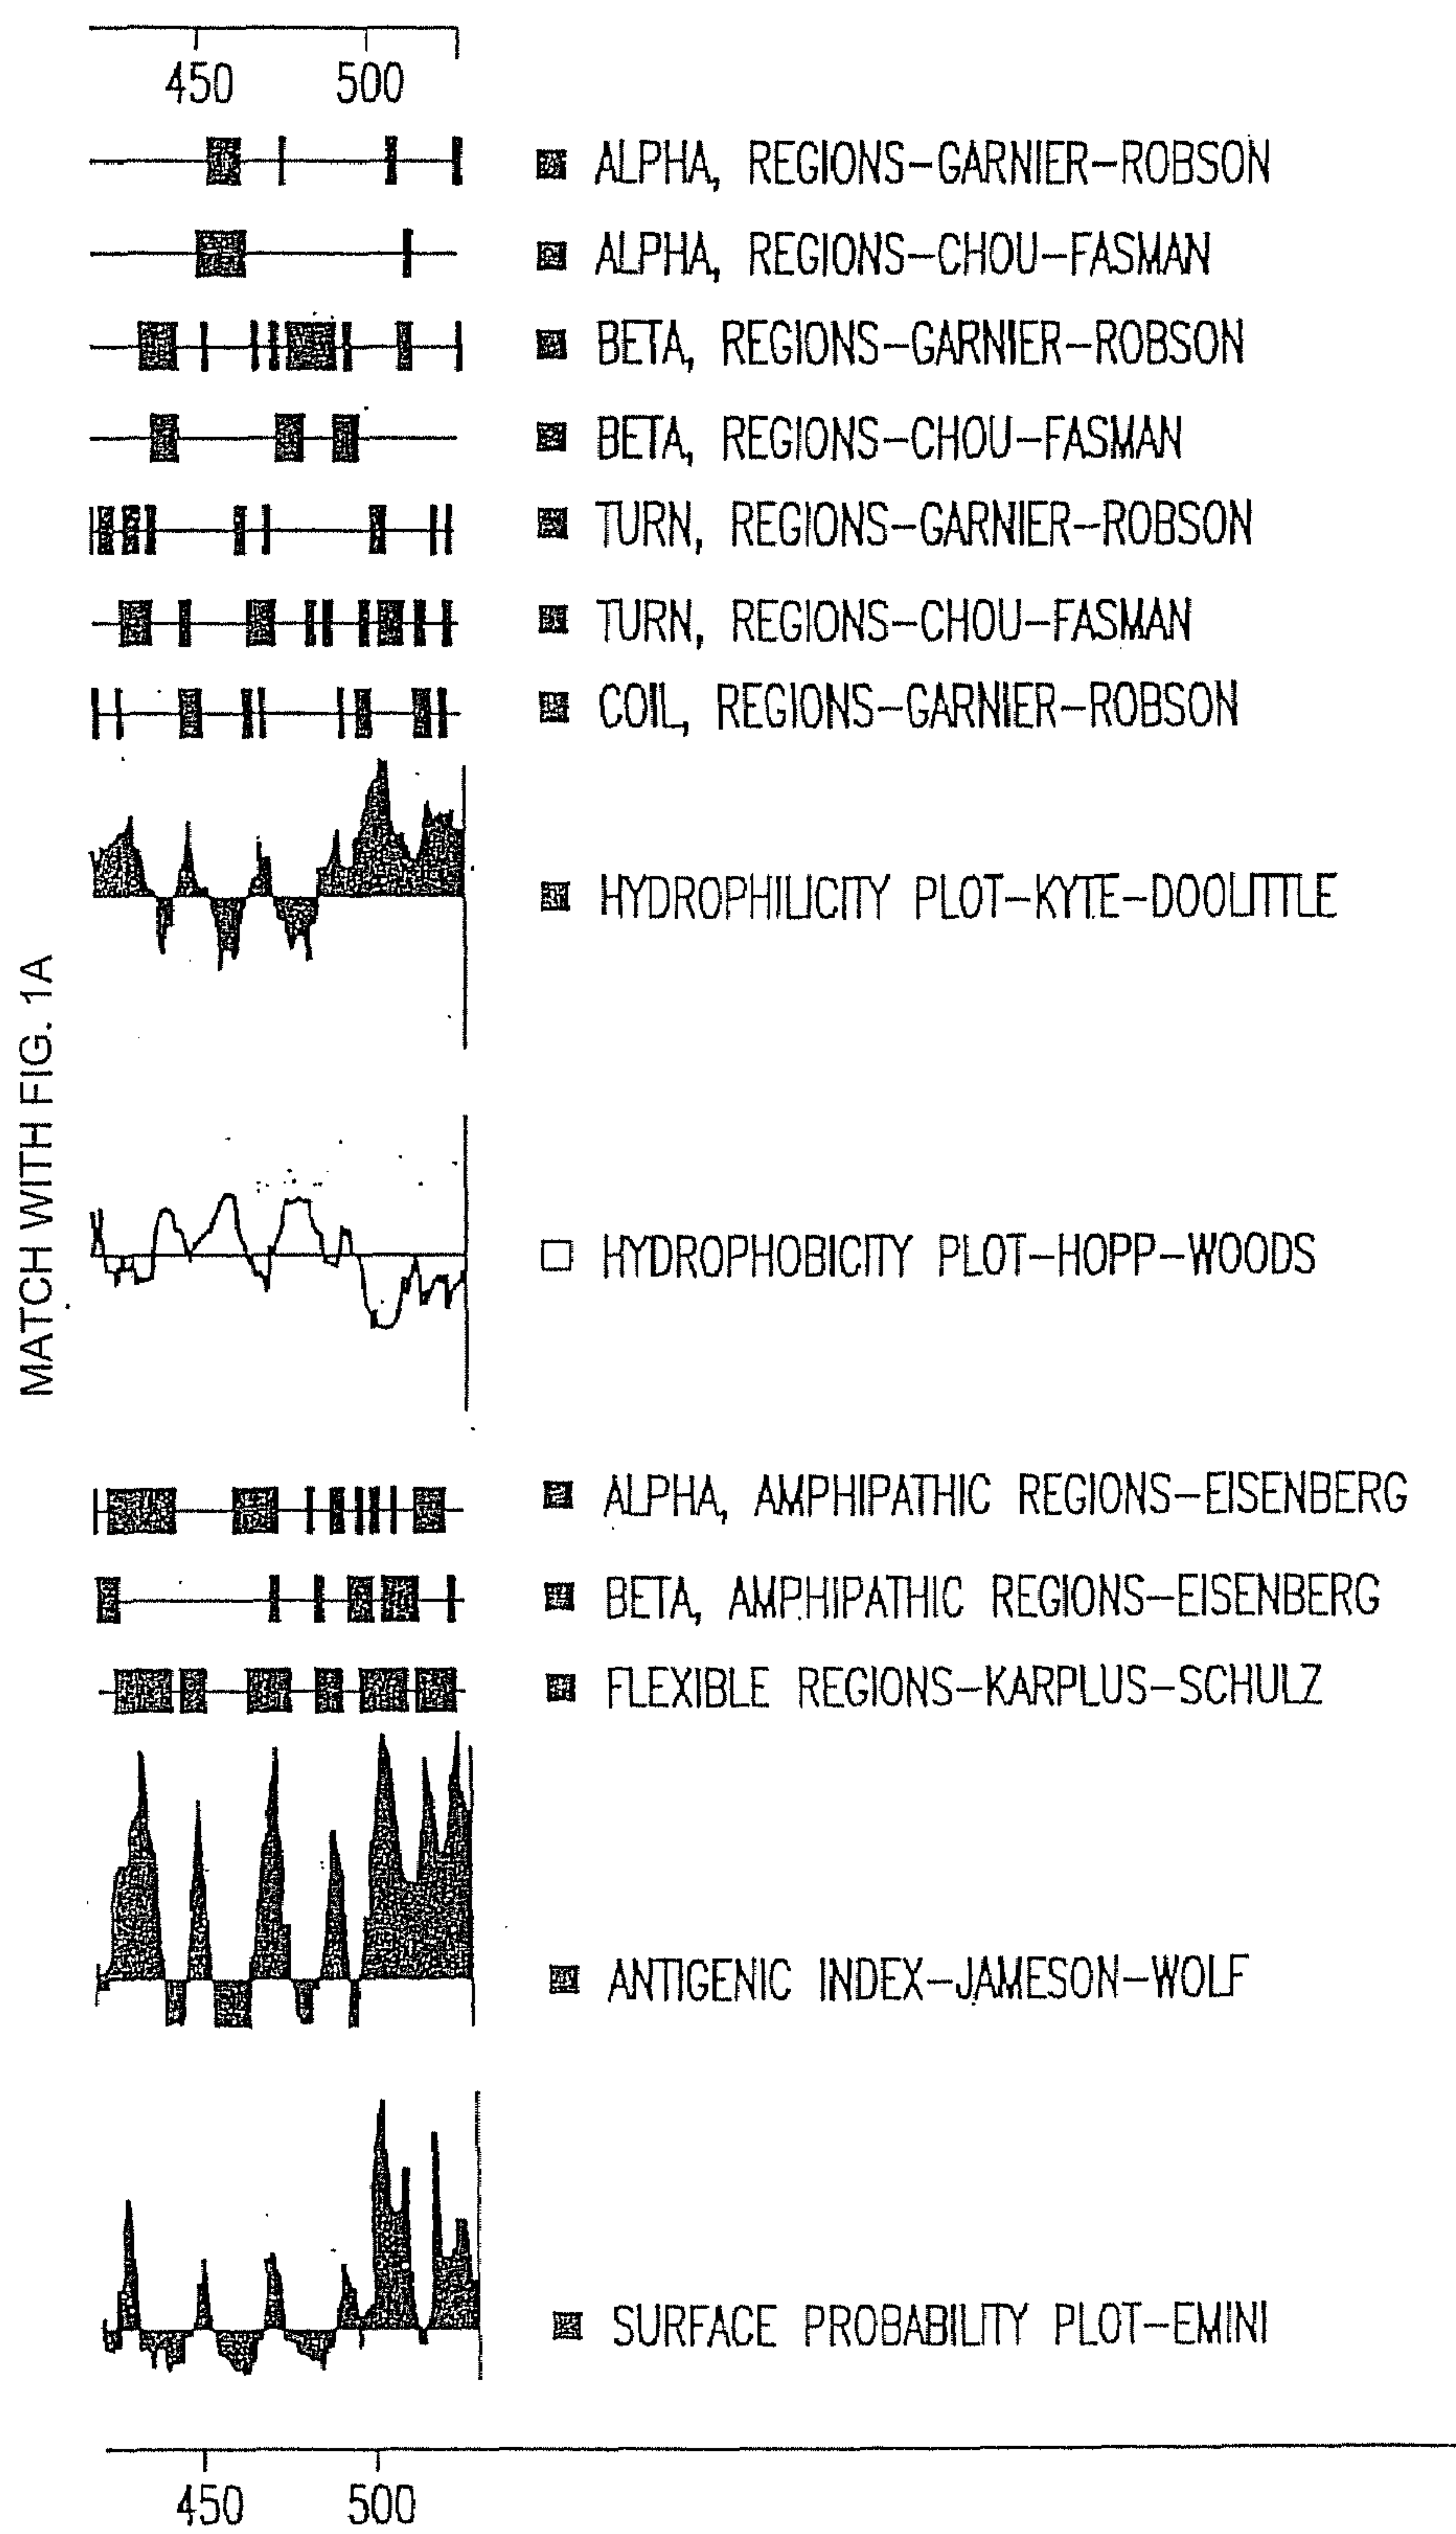 450 500
ALPHA, REGIONS-GARNIER-ROBSON
ALPHA, REGIONS-CHOU-FASMAN
BETA, REGIONS-GARNIER-ROBSON
BETA, REGIONS-CHOU-FASMAN
TURN, REGIONS-GARNIER-ROBSON
TURN, REGIONS-CHOU-FASMAN
COIL, REGIONS-GARNIER-ROBSON
HYDROPHILICITY PLOT-KYTE-DOOLITTLE
MATCH WITH FIG. 1A
HYDROPHOBICITY PLOT-HOPP-WOODS
ALPHA, AMPHIPATHIC REGIONS-EISENBERG
BETA, AMPHIPATHIC REGIONS-EISENBERG
FLEXIBLE REGIONS-KARPLUS-SCHULZ
ANTIGENIC INDEX-JAMESON-WOLF
SURFACE PROBABILITY PLOT-EMINI
450 500